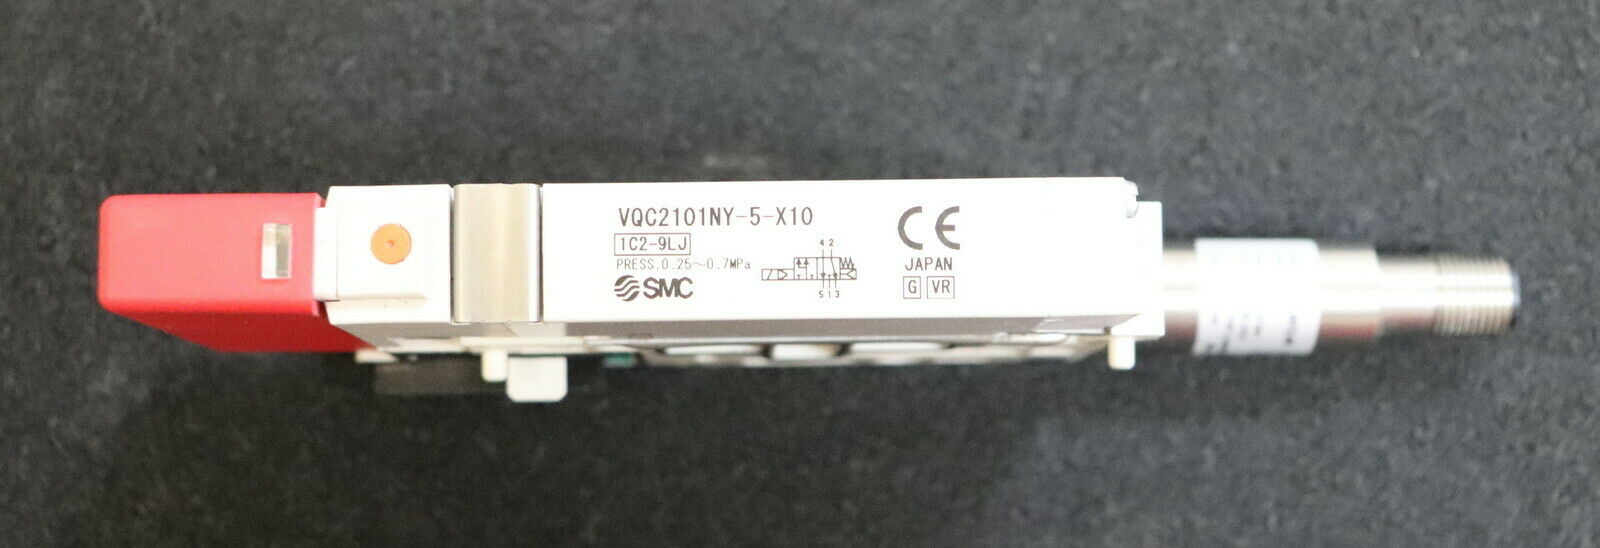 VQC2101NY-5-X10
1C2-9LJ
PRESS.0.25~0.7MPa
SMC
4 2
5 1 3
CE
JAPAN
G VR